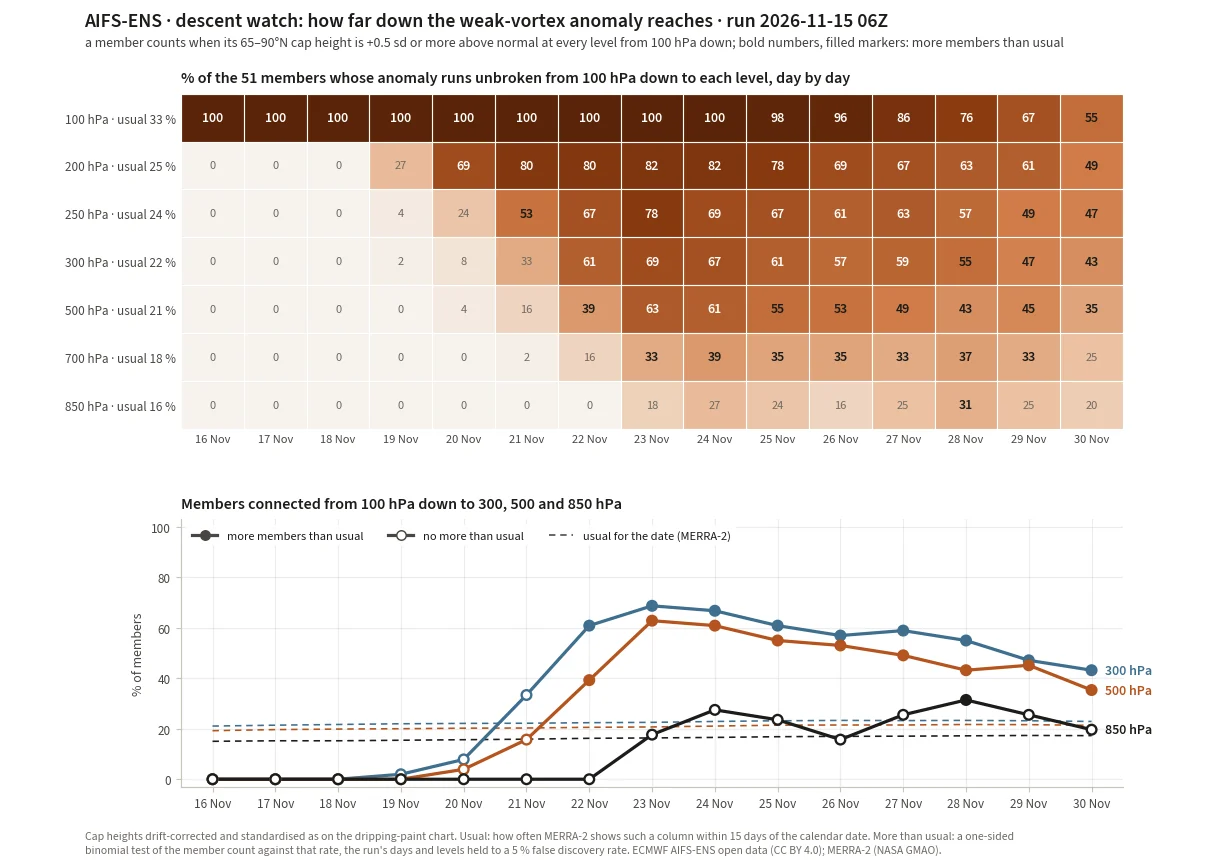 AIFS-ENS · descent watch: how far down the weak-vortex anomaly reaches · run 2026-11-15 06Z
a member counts when its 65–90°N cap height is +0.5 sd or more above normal at every level from 100 hPa down; bold numbers, filled markers: more members than usual
% of the 51 members whose anomaly runs unbroken from 100 hPa down to each level, day by day
100 hPa · usual 33 % 100 100 100 100 100 100 100 100 100 98 96 86 76 67 55
200 hPa · usual 25 % 0 0 0 27 69 80 80 82 82 78 69 67 63 61 49
250 hPa · usual 24 % 0 0 0 4 24 53 67 78 69 67 61 63 57 49 47
300 hPa · usual 22 % 0 0 0 2 8 33 61 69 67 61 57 59 55 47 43
500 hPa · usual 21 % 0 0 0 0 4 16 39 63 61 55 53 49 43 45 35
700 hPa · usual 18 % 0 0 0 0 0 2 16 33 39 35 35 33 37 33 25
850 hPa · usual 16 % 0 0 0 0 0 0 0 18 27 24 16 25 31 25 20
16 Nov 17 Nov 18 Nov 19 Nov 20 Nov 21 Nov 22 Nov 23 Nov 24 Nov 25 Nov 26 Nov 27 Nov 28 Nov 29 Nov 30 Nov
Members connected from 100 hPa down to 300, 500 and 850 hPa
more members than usual no more than usual usual for the date (MERRA-2)
% of members
100
80
60
40
20
0
300 hPa
500 hPa
850 hPa
16 Nov 17 Nov 18 Nov 19 Nov 20 Nov 21 Nov 22 Nov 23 Nov 24 Nov 25 Nov 26 Nov 27 Nov 28 Nov 29 Nov 30 Nov
Cap heights drift-corrected and standardised as on the dripping-paint chart. Usual: how often MERRA-2 shows such a column within 15 days of the calendar date. More than usual: a one-sided
binomial test of the member count against that rate, the run's days and levels held to a 5 % false discovery rate. ECMWF AIFS-ENS open data (CC BY 4.0); MERRA-2 (NASA GMAO).